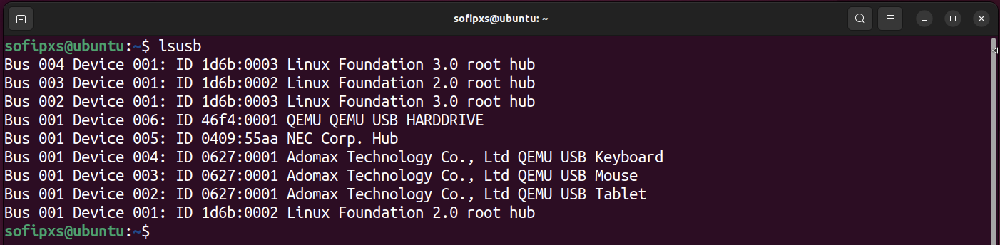 sofipxs@ubuntu: ~
sofipxs@ubuntu:~$ lsusb
Bus 004 Device 001: ID 1d6b:0003 Linux Foundation 3.0 root hub
Bus 003 Device 001: ID 1d6b:0002 Linux Foundation 2.0 root hub
Bus 002 Device 001: ID 1d6b:0003 Linux Foundation 3.0 root hub
Bus 001 Device 006: ID 46f4:0001 QEMU QEMU USB HARDDRIVE
Bus 001 Device 005: ID 0409:55aa NEC Corp. Hub
Bus 001 Device 004: ID 0627:0001 Adomax Technology Co., Ltd QEMU USB Keyboard
Bus 001 Device 003: ID 0627:0001 Adomax Technology Co., Ltd QEMU USB Mouse
Bus 001 Device 002: ID 0627:0001 Adomax Technology Co., Ltd QEMU USB Tablet
Bus 001 Device 001: ID 1d6b:0002 Linux Foundation 2.0 root hub
sofipxs@ubuntu:~$